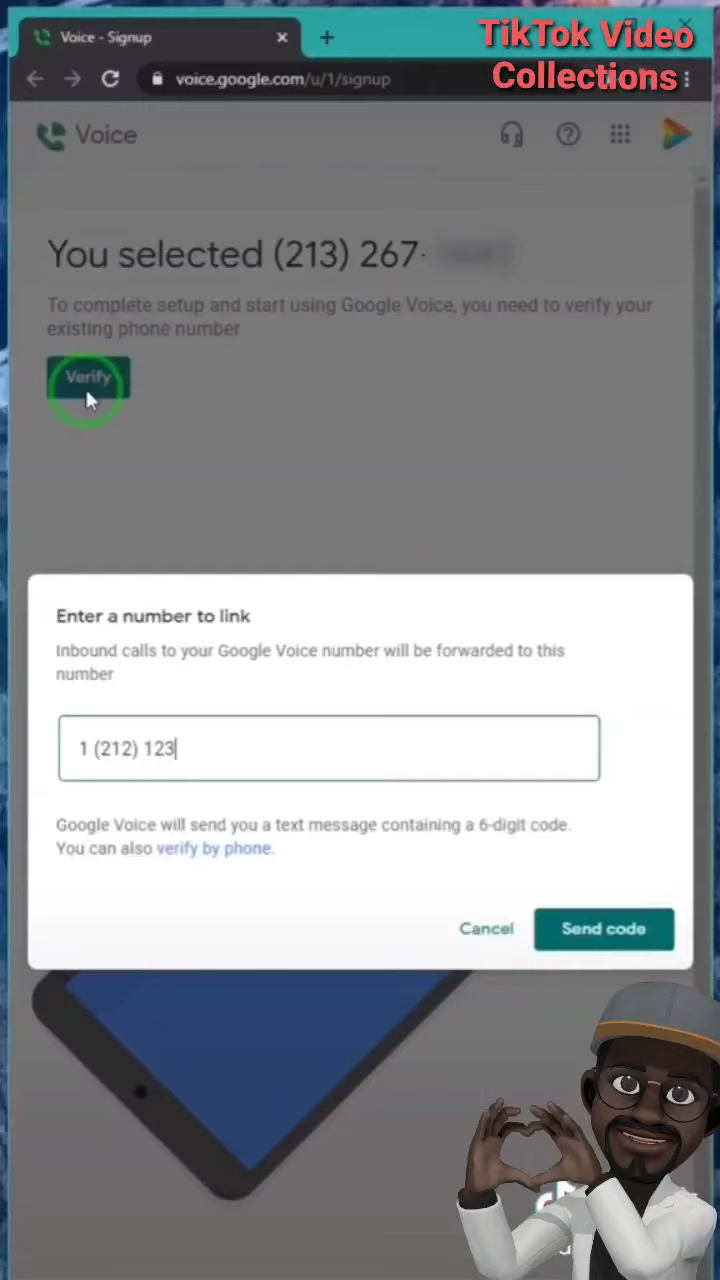 TikTok Video
Collections
Voice - Signup
voice.google.com/u/1/signup
Voice
You selected (213) 267-
To complete setup and start using Google Voice, you need to verify your
existing phone number
Verify
Enter a number to link
Inbound calls to your Google Voice number will be forwarded to this
number
1 (212) 123
Google Voice will send you a text message containing a 6-digit code.
You can also verify by phone.
Cancel
Send code